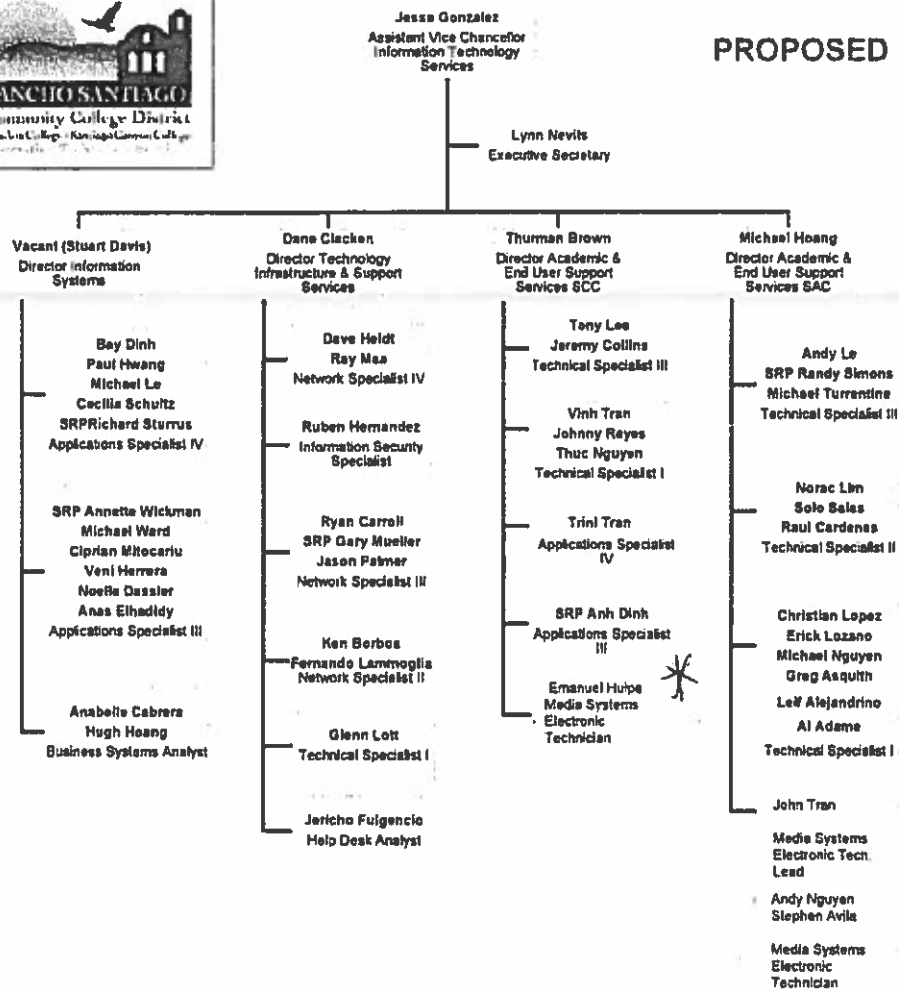 RANCHO SANTIAGO
Community College District
Jesse Gonzalez
Assistant Vice Chancellor
Information Technology
Services
PROPOSED
Lynn Nevits
Executive Secretary
Vacant (Stuart Davis)
Director Information
Systems
Bay Dinh
Paul Hwang
Michael Le
Cecilia Schultz
SRPRichard Sturrus
Applications Specialist IV
SRP Annette Wickman
Michael Ward
Ciprian Mitocariu
Veni Herrera
Noella Dassler
Anas Elhadidy
Applications Specialist III
Anabelle Cabrera
Hugh Hoang
Business Systems Analyst
Dane Clacken
Director Technology
Infrastructure & Support
Services
Dave Heldt
Ray Maa
Network Specialist IV
Ruben Hernandez
Information Security
Specialist
Ryan Carroll
SRP Gary Mueller
Jason Palmer
Network Specialist III
Ken Borbos
Fernando Lammoglia
Network Specialist II
Glenn Lott
Technical Specialist I
Jericho Fulgencio
Help Desk Analyst
Thurman Brown
Director Academic &
End User Support
Services SCC
Tony Lee
Jeremy Collins
Technical Specialist III
Vinh Tran
Johnny Reyes
Thuc Nguyen
Technical Specialist I
Trini Tran
Applications Specialist
IV
SRP Anh Dinh
Applications Specialist
III
Emanuel Huipe
Media Systems
Electronic
Technician
Michael Hoang
Director Academic &
End User Support
Services SAC
Andy Le
SRP Randy Simons
Michael Turrentine
Technical Specialist III
Norac Lim
Solo Salas
Raul Cardenas
Technical Specialist II
Christian Lopez
Erick Lozano
Michael Nguyen
Greg Asquith
Leif Alejandrino
Al Adame
Technical Specialist I
John Tran
Media Systems
Electronic Tech.
Lead
Andy Nguyen
Stephen Avila
Media Systems
Electronic
Technician